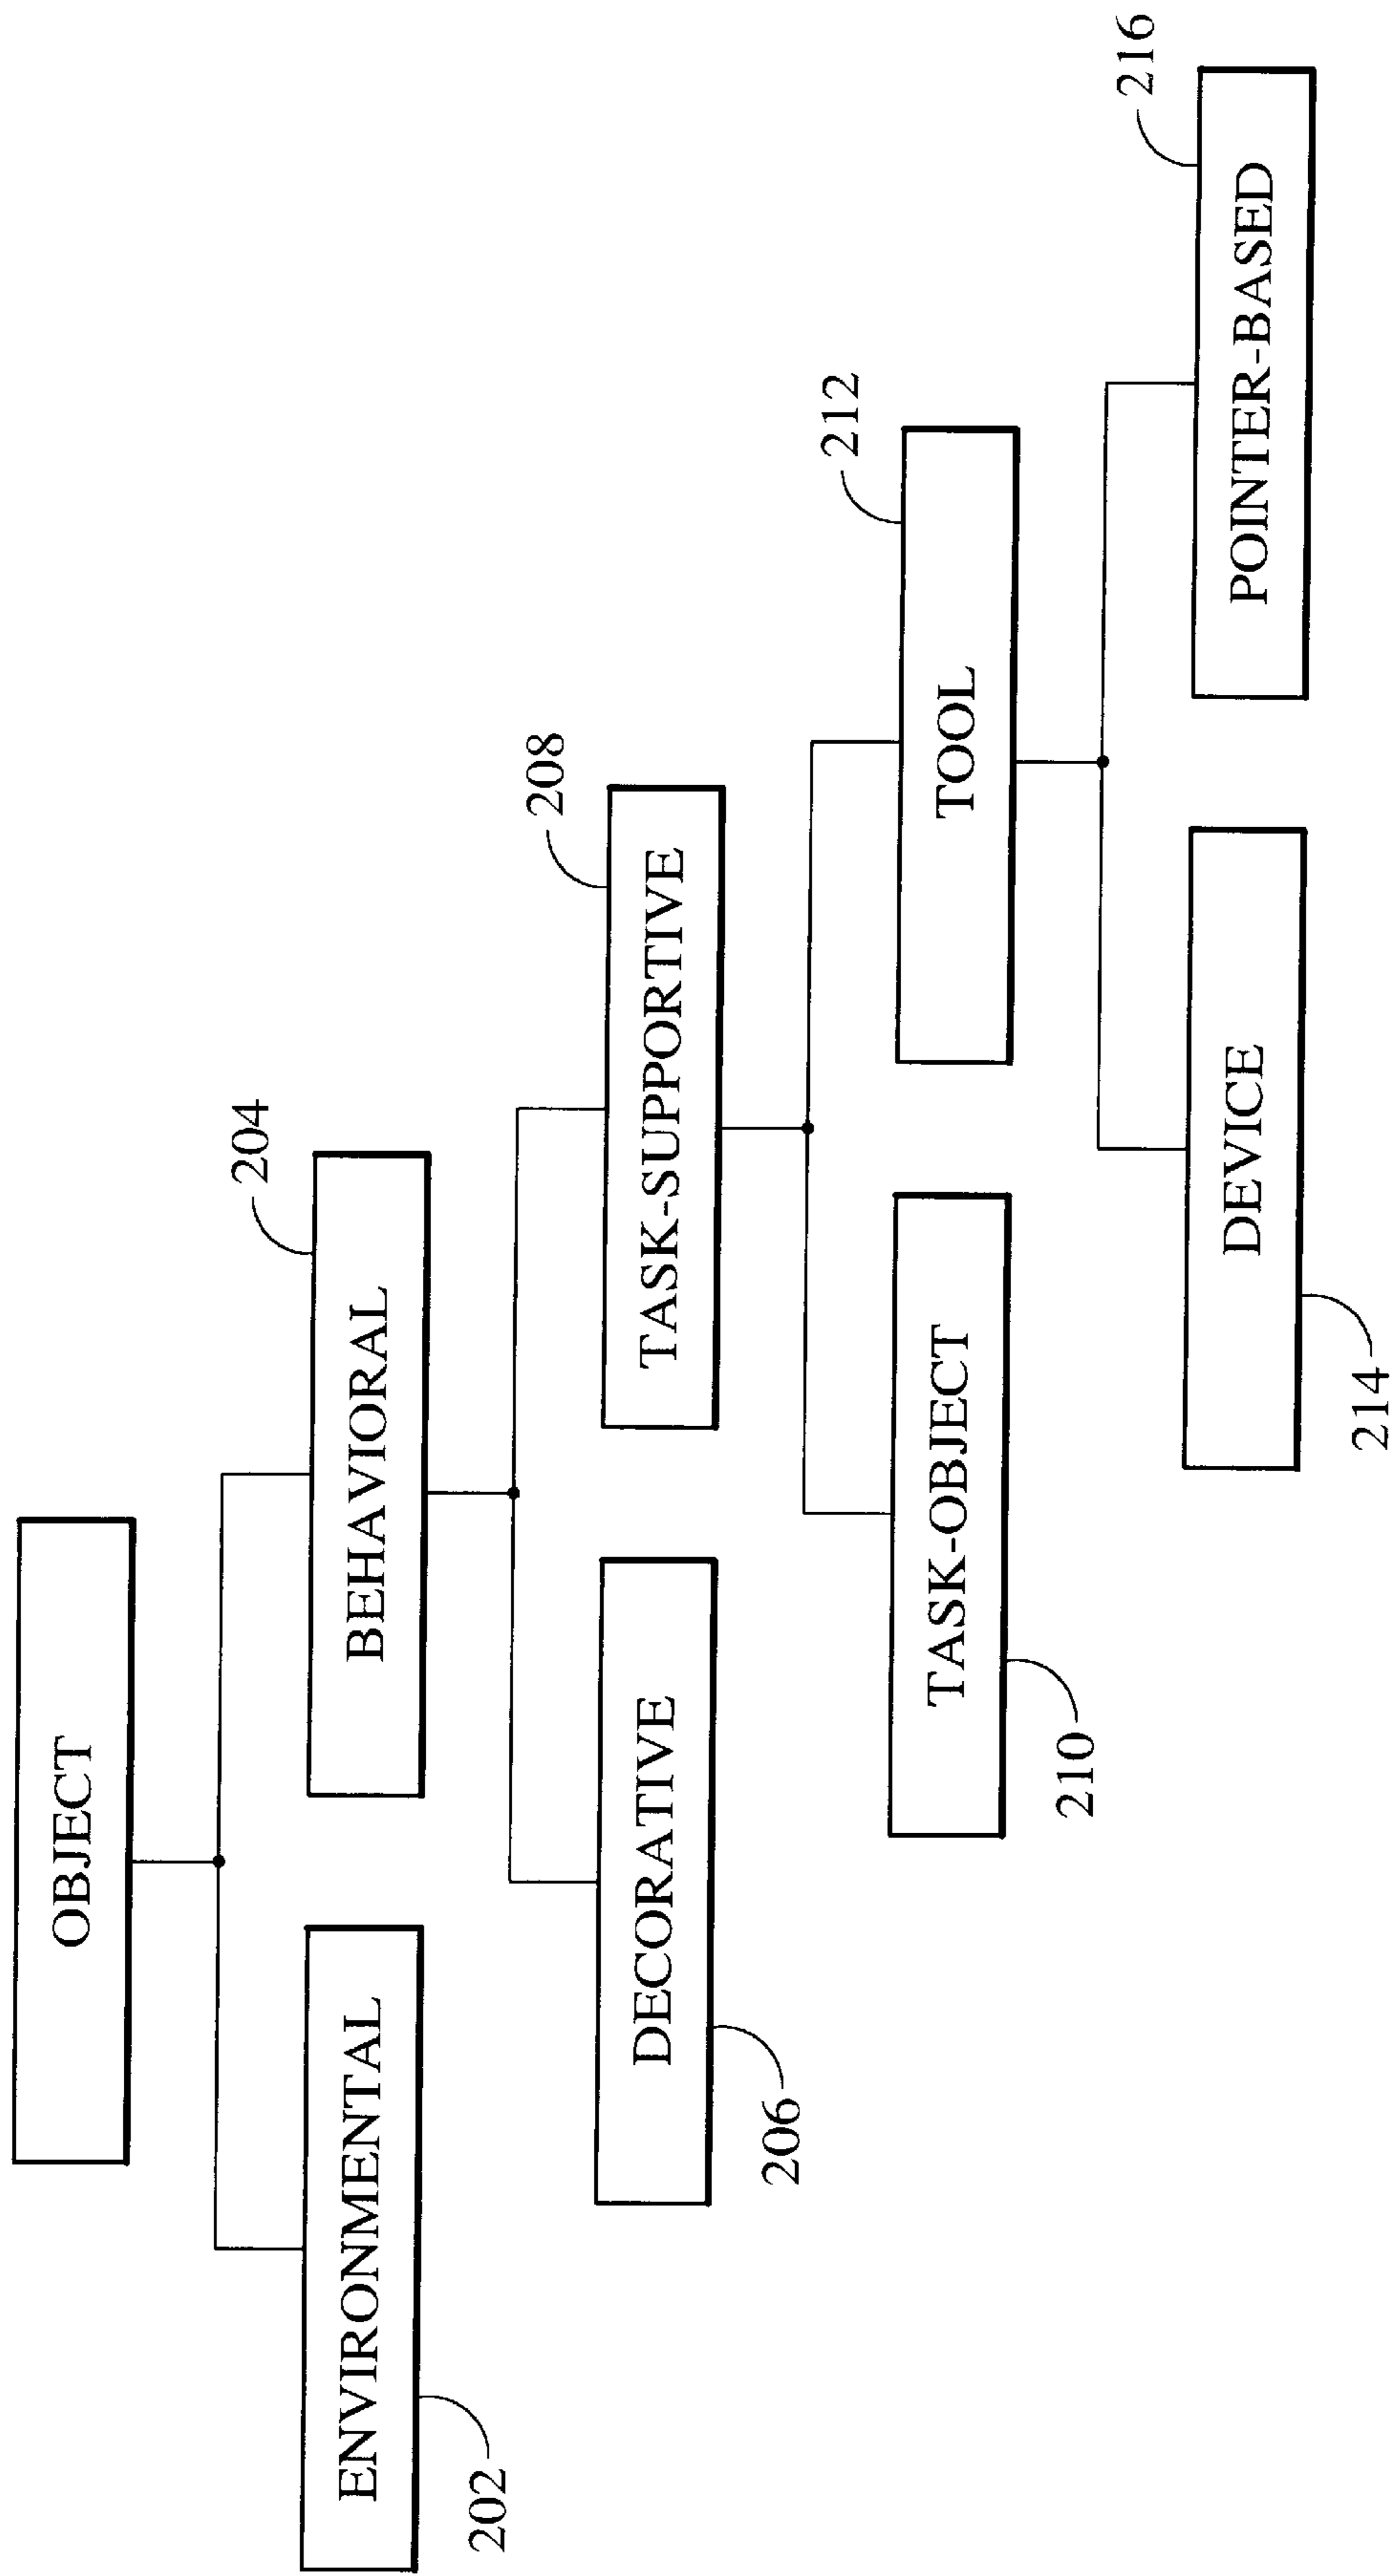 OBJECT
ENVIRONMENTAL
202
BEHAVIORAL
204
DECORATIVE
206
TASK-SUPPORTIVE
208
TASK-OBJECT
210
TOOL
212
DEVICE
214
POINTER-BASED
216